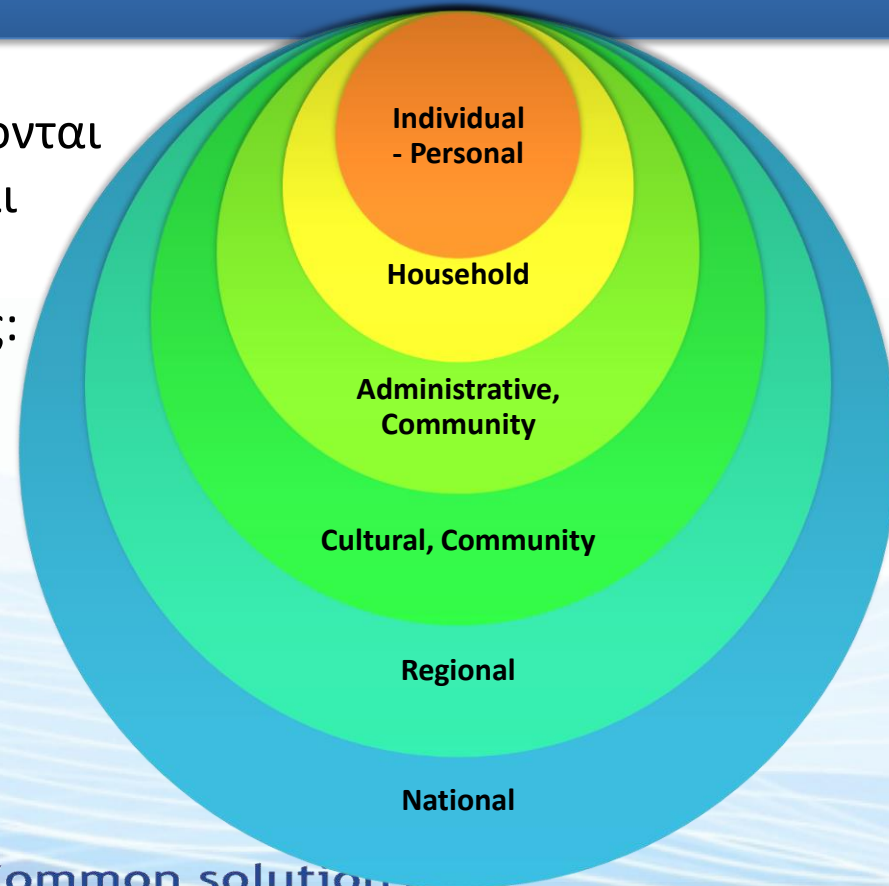 Individual
- Personal
Household
Administrative,
Community
Cultural, Community
Regional
National